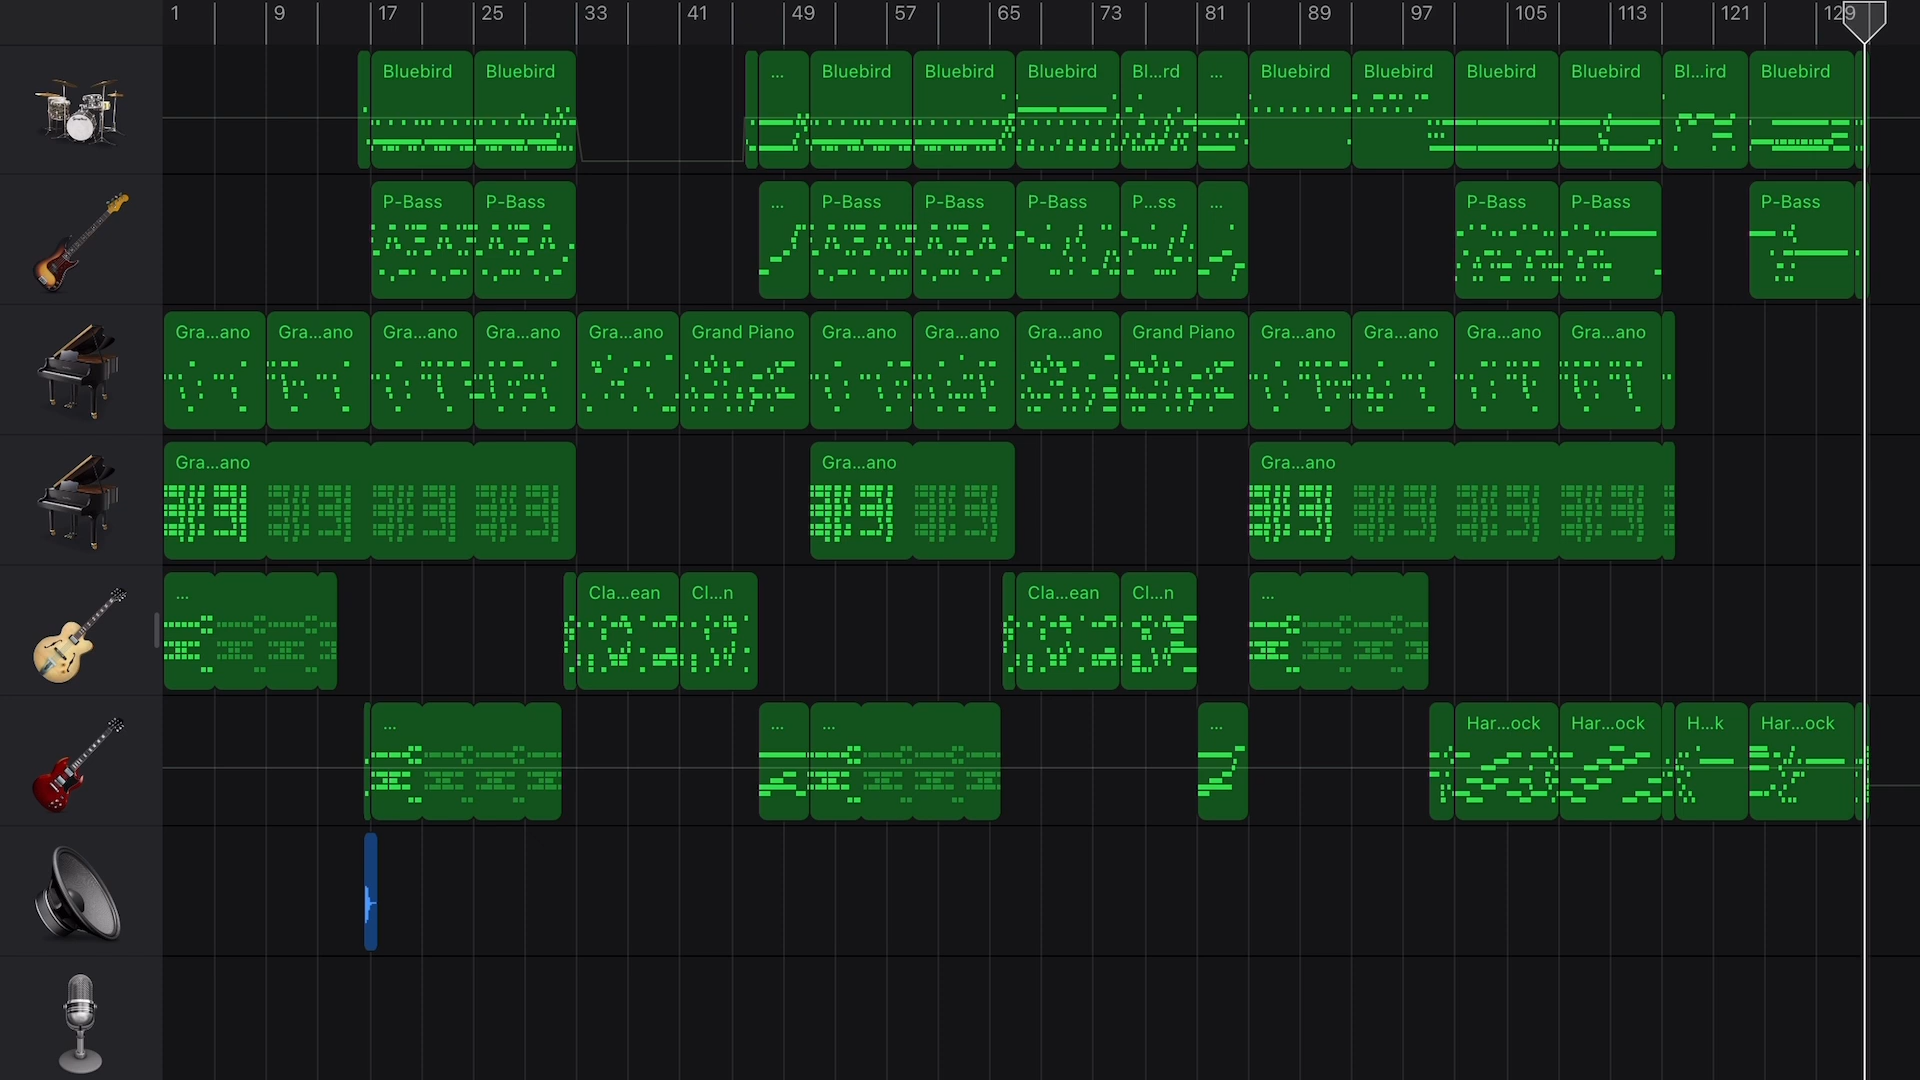 1 9 17 25 33 41 49 57 65 73 81 89 97 105 113 121 129
Bluebird Bluebird ... Bluebird Bluebird Bluebird Bl...rd ... Bluebird Bluebird Bluebird Bluebird Bl...ird Bluebird
P-Bass P-Bass ... P-Bass P-Bass P-Bass P...ss ... P-Bass P-Bass P-Bass
Gra...ano Gra...ano Gra...ano Gra...ano Gra...ano Grand Piano Gra...ano Gra...ano Gra...ano Grand Piano Gra...ano Gra...ano Gra...ano Gra...ano
Gra...ano Gra...ano Gra...ano
... Cla...ean Cl...n Cla...ean Cl...n ...
... ... ... ... Har...ock Har...ock H...k Har...ock